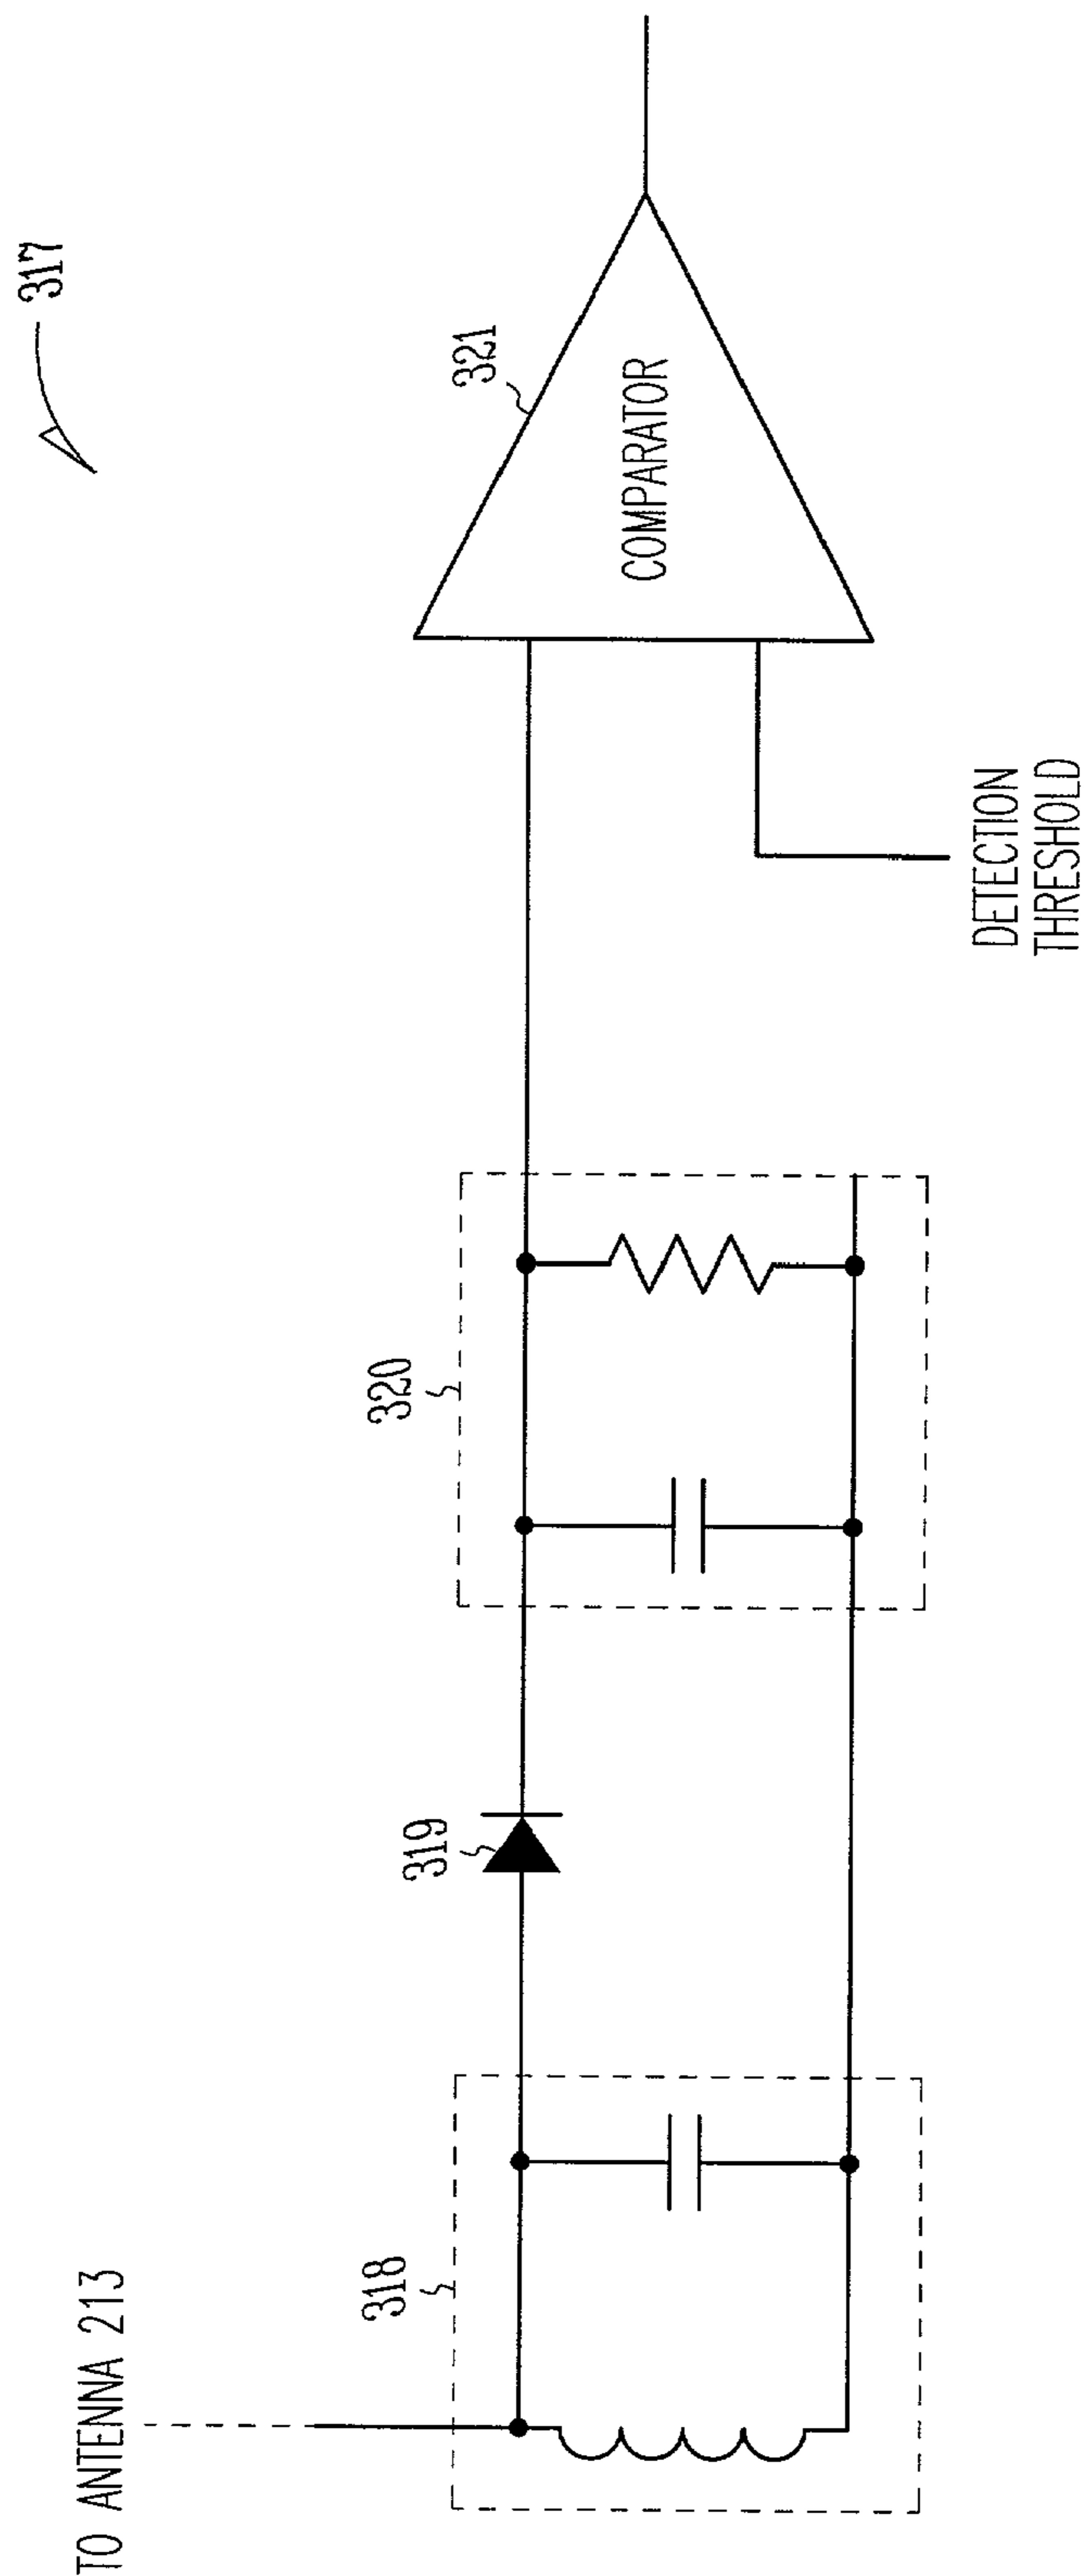 317
321
COMPARATOR
DETECTION
THRESHOLD
320
319
318
TO ANTENNA 213